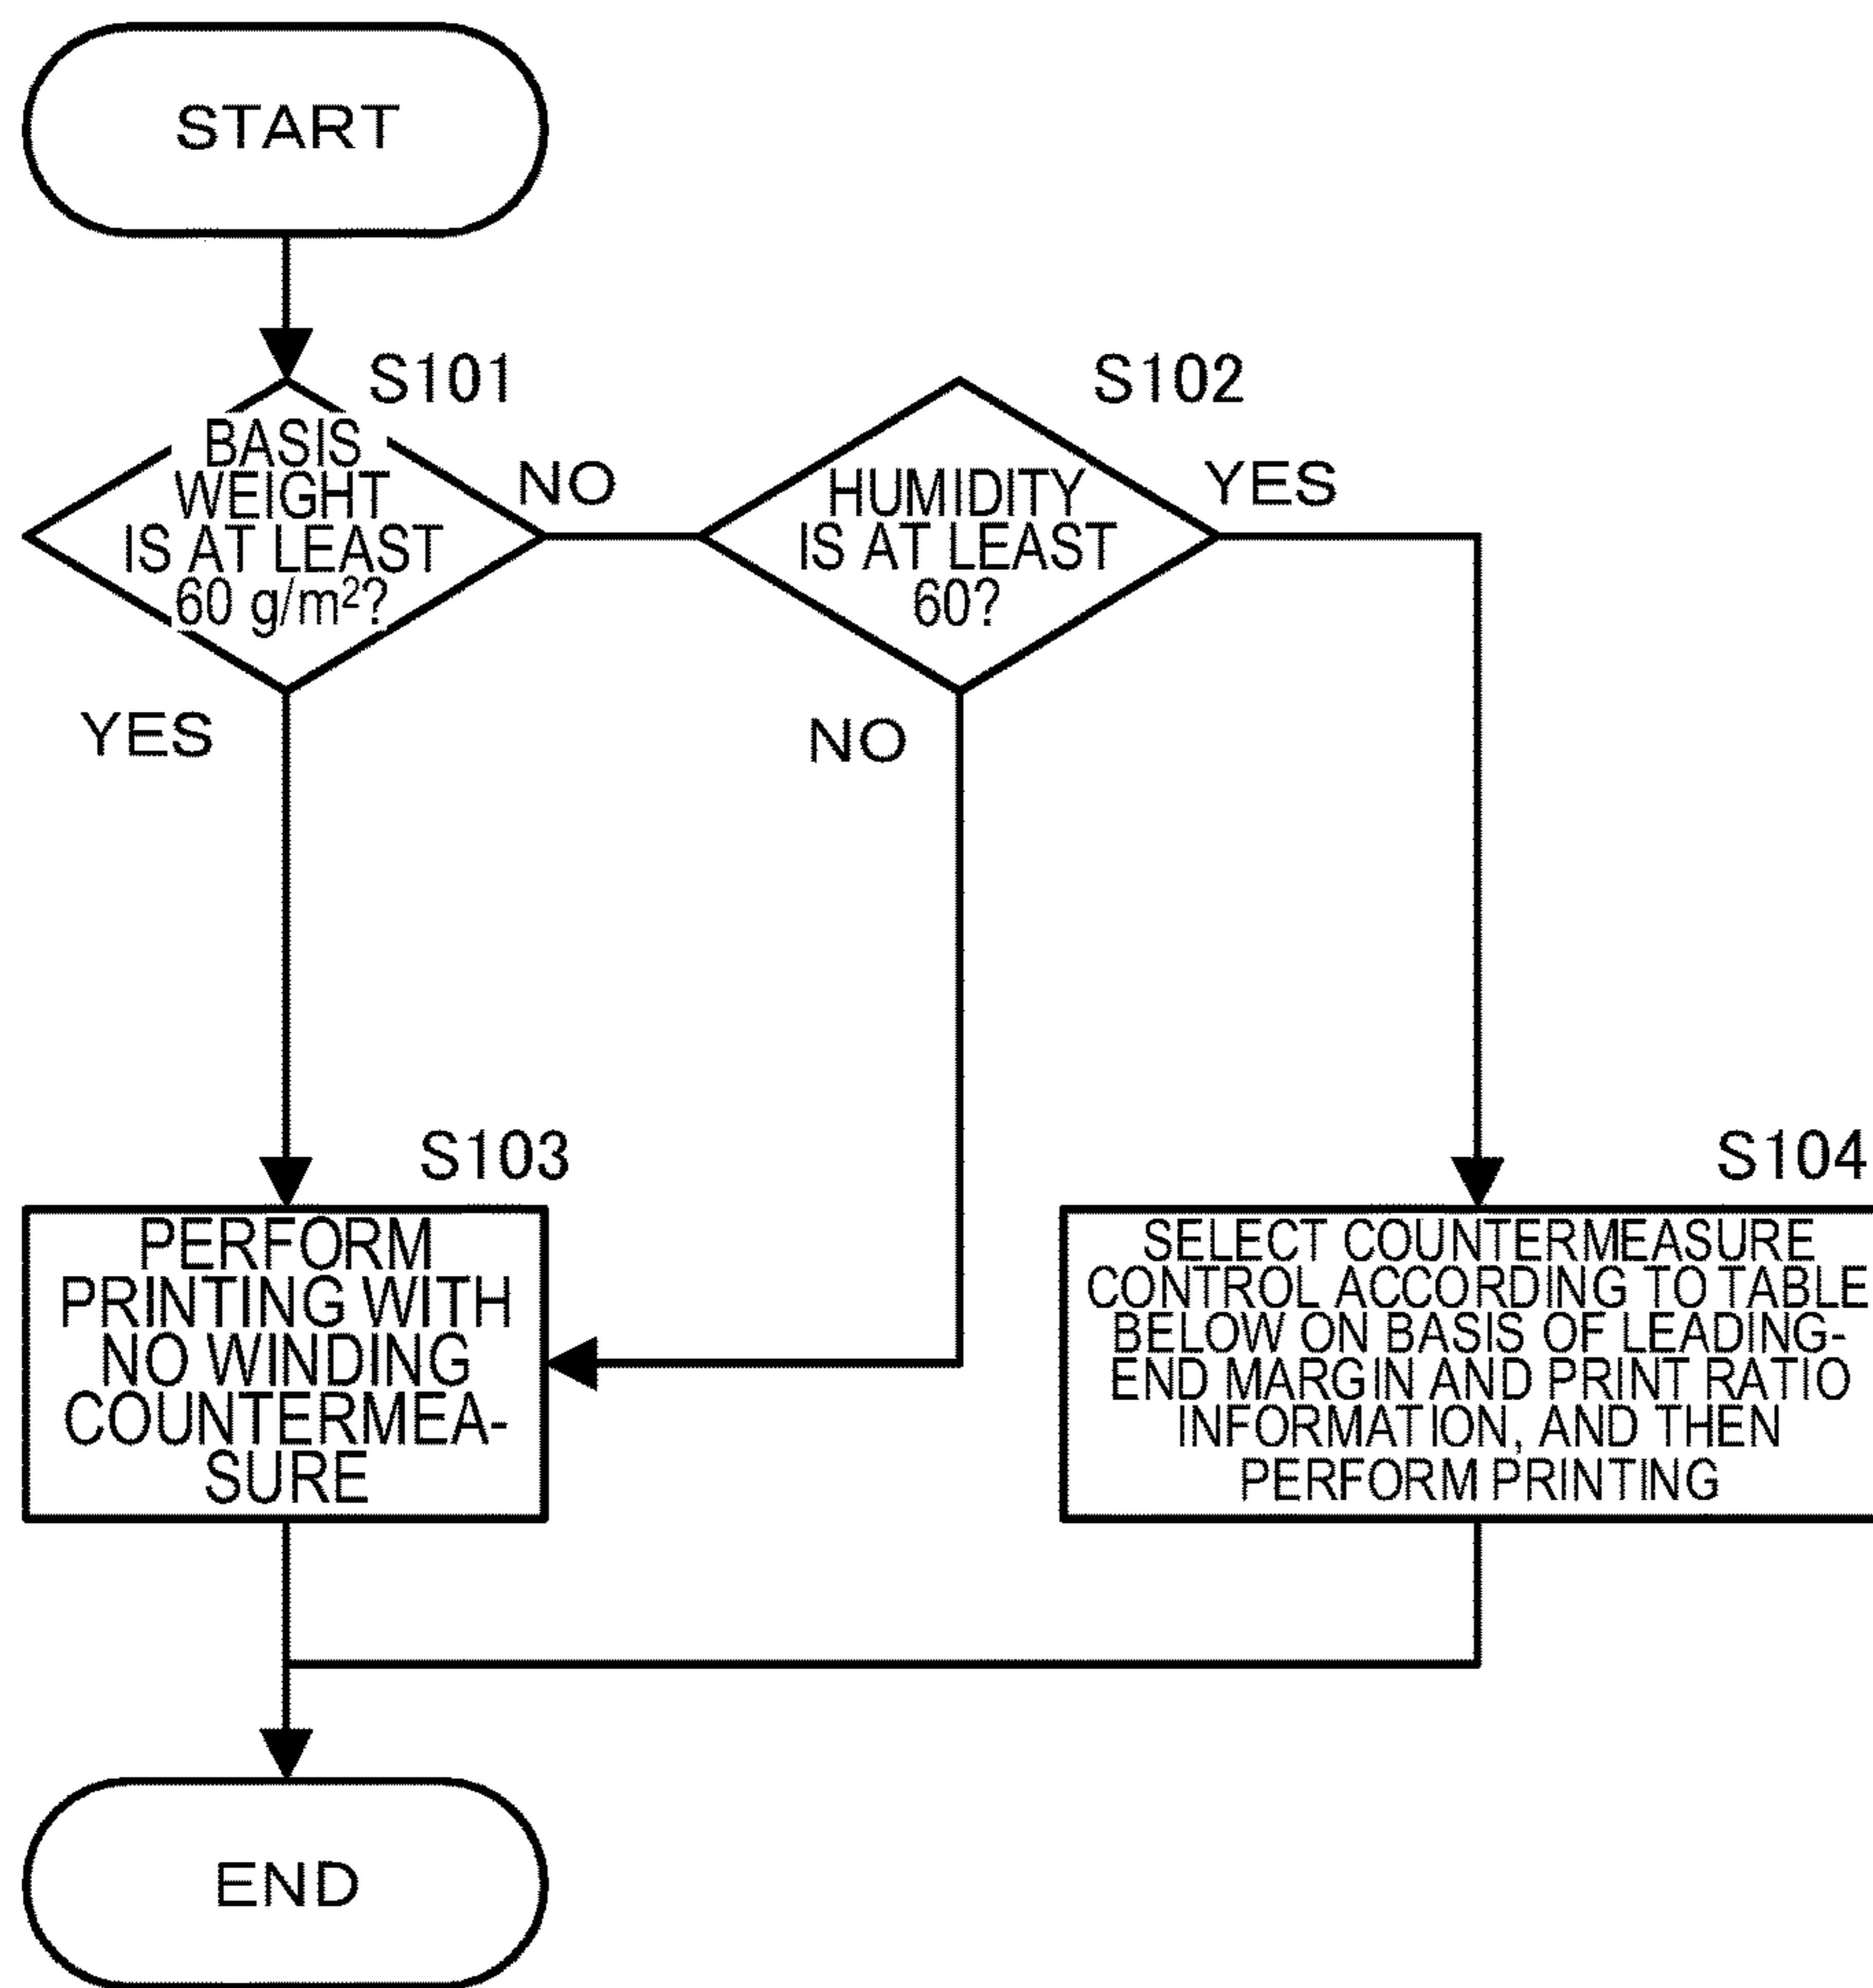 START
S101
BASIS
WEIGHT
IS AT LEAST
60 g/m²?
NO
YES
S102
HUMIDITY
IS AT LEAST
60?
YES
NO
S103
PERFORM
PRINTING WITH
NO WINDING
COUNTERMEA-
SURE
S104
SELECT COUNTERMEASURE
CONTROL ACCORDING TO TABLE
BELOW ON BASIS OF LEADING-
END MARGIN AND PRINT RATIO
INFORMATION, AND THEN
PERFORM PRINTING
END